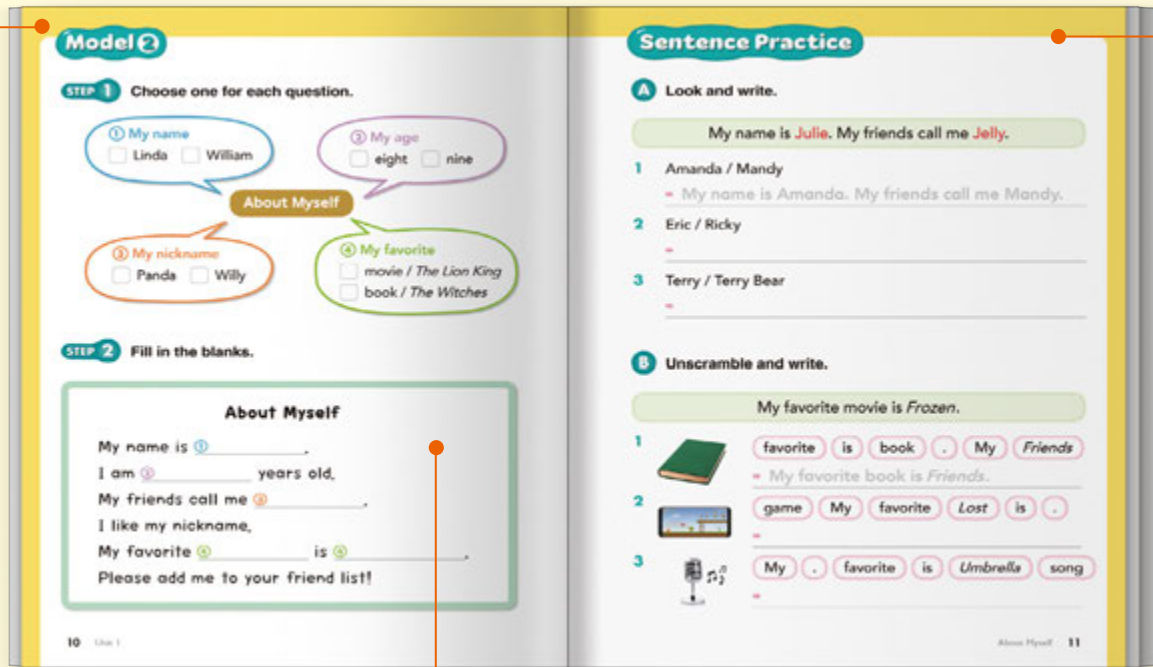 Model 2
STEP 1 Choose one for each question.
① My name
Linda William
② My age
eight nine
About Myself
③ My nickname
Panda Willy
④ My favorite
movie / The Lion King
book / The Witches
STEP 2 Fill in the blanks.
About Myself
My name is ① .
I am ② years old.
My friends call me ③ .
I like my nickname.
My favorite ④ is ④ .
Please add me to your friend list!
10 Unit 1
Sentence Practice
A Look and write.
My name is Julie. My friends call me Jelly.
1 Amanda / Mandy
My name is Amanda. My friends call me Mandy.
2 Eric / Ricky
3 Terry / Terry Bear
B Unscramble and write.
My favorite movie is Frozen.
1 favorite is book . My Friends
My favorite book is Friends.
2 game My favorite Lost is .
3 My . favorite is Umbrella song
About Myself 11